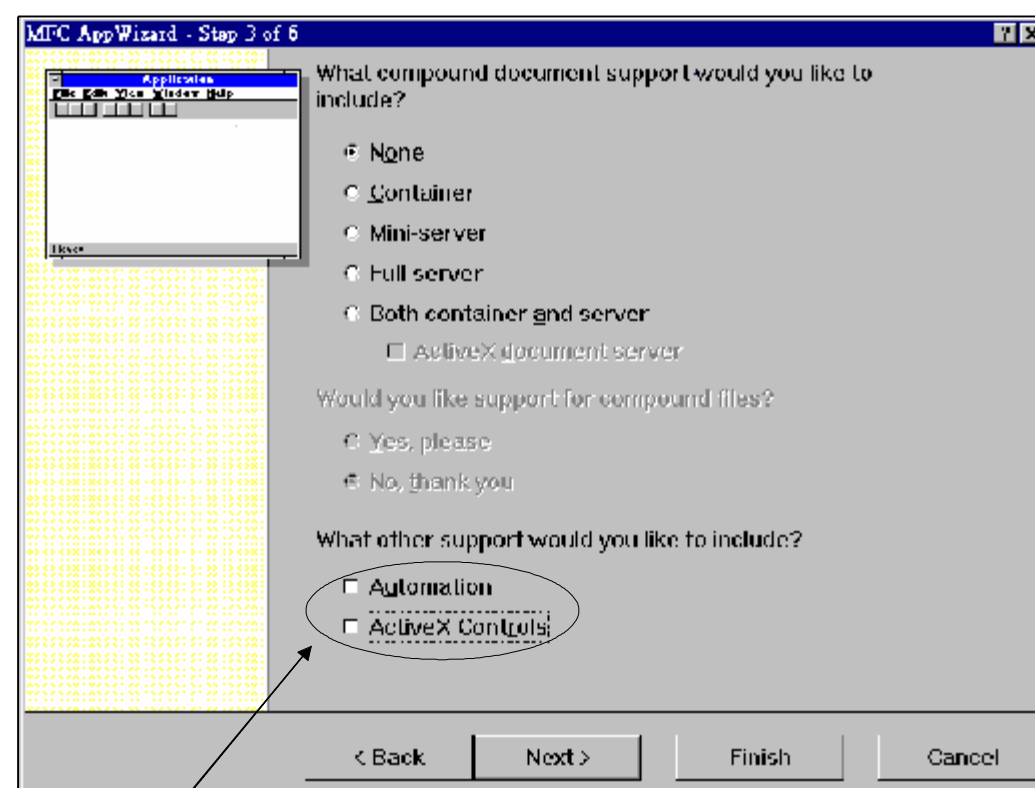 MFC AppWizard - Step 3 of 6
Application
File Edit View Window Help
What compound document support would you like to
include?
None
Container
Mini-server
Full server
Both container and server
ActiveX document server
Would you like support for compound files?
Yes, please
No, thank you
What other support would you like to include?
Automation
ActiveX Controls
< Back
Next >
Finish
Cancel